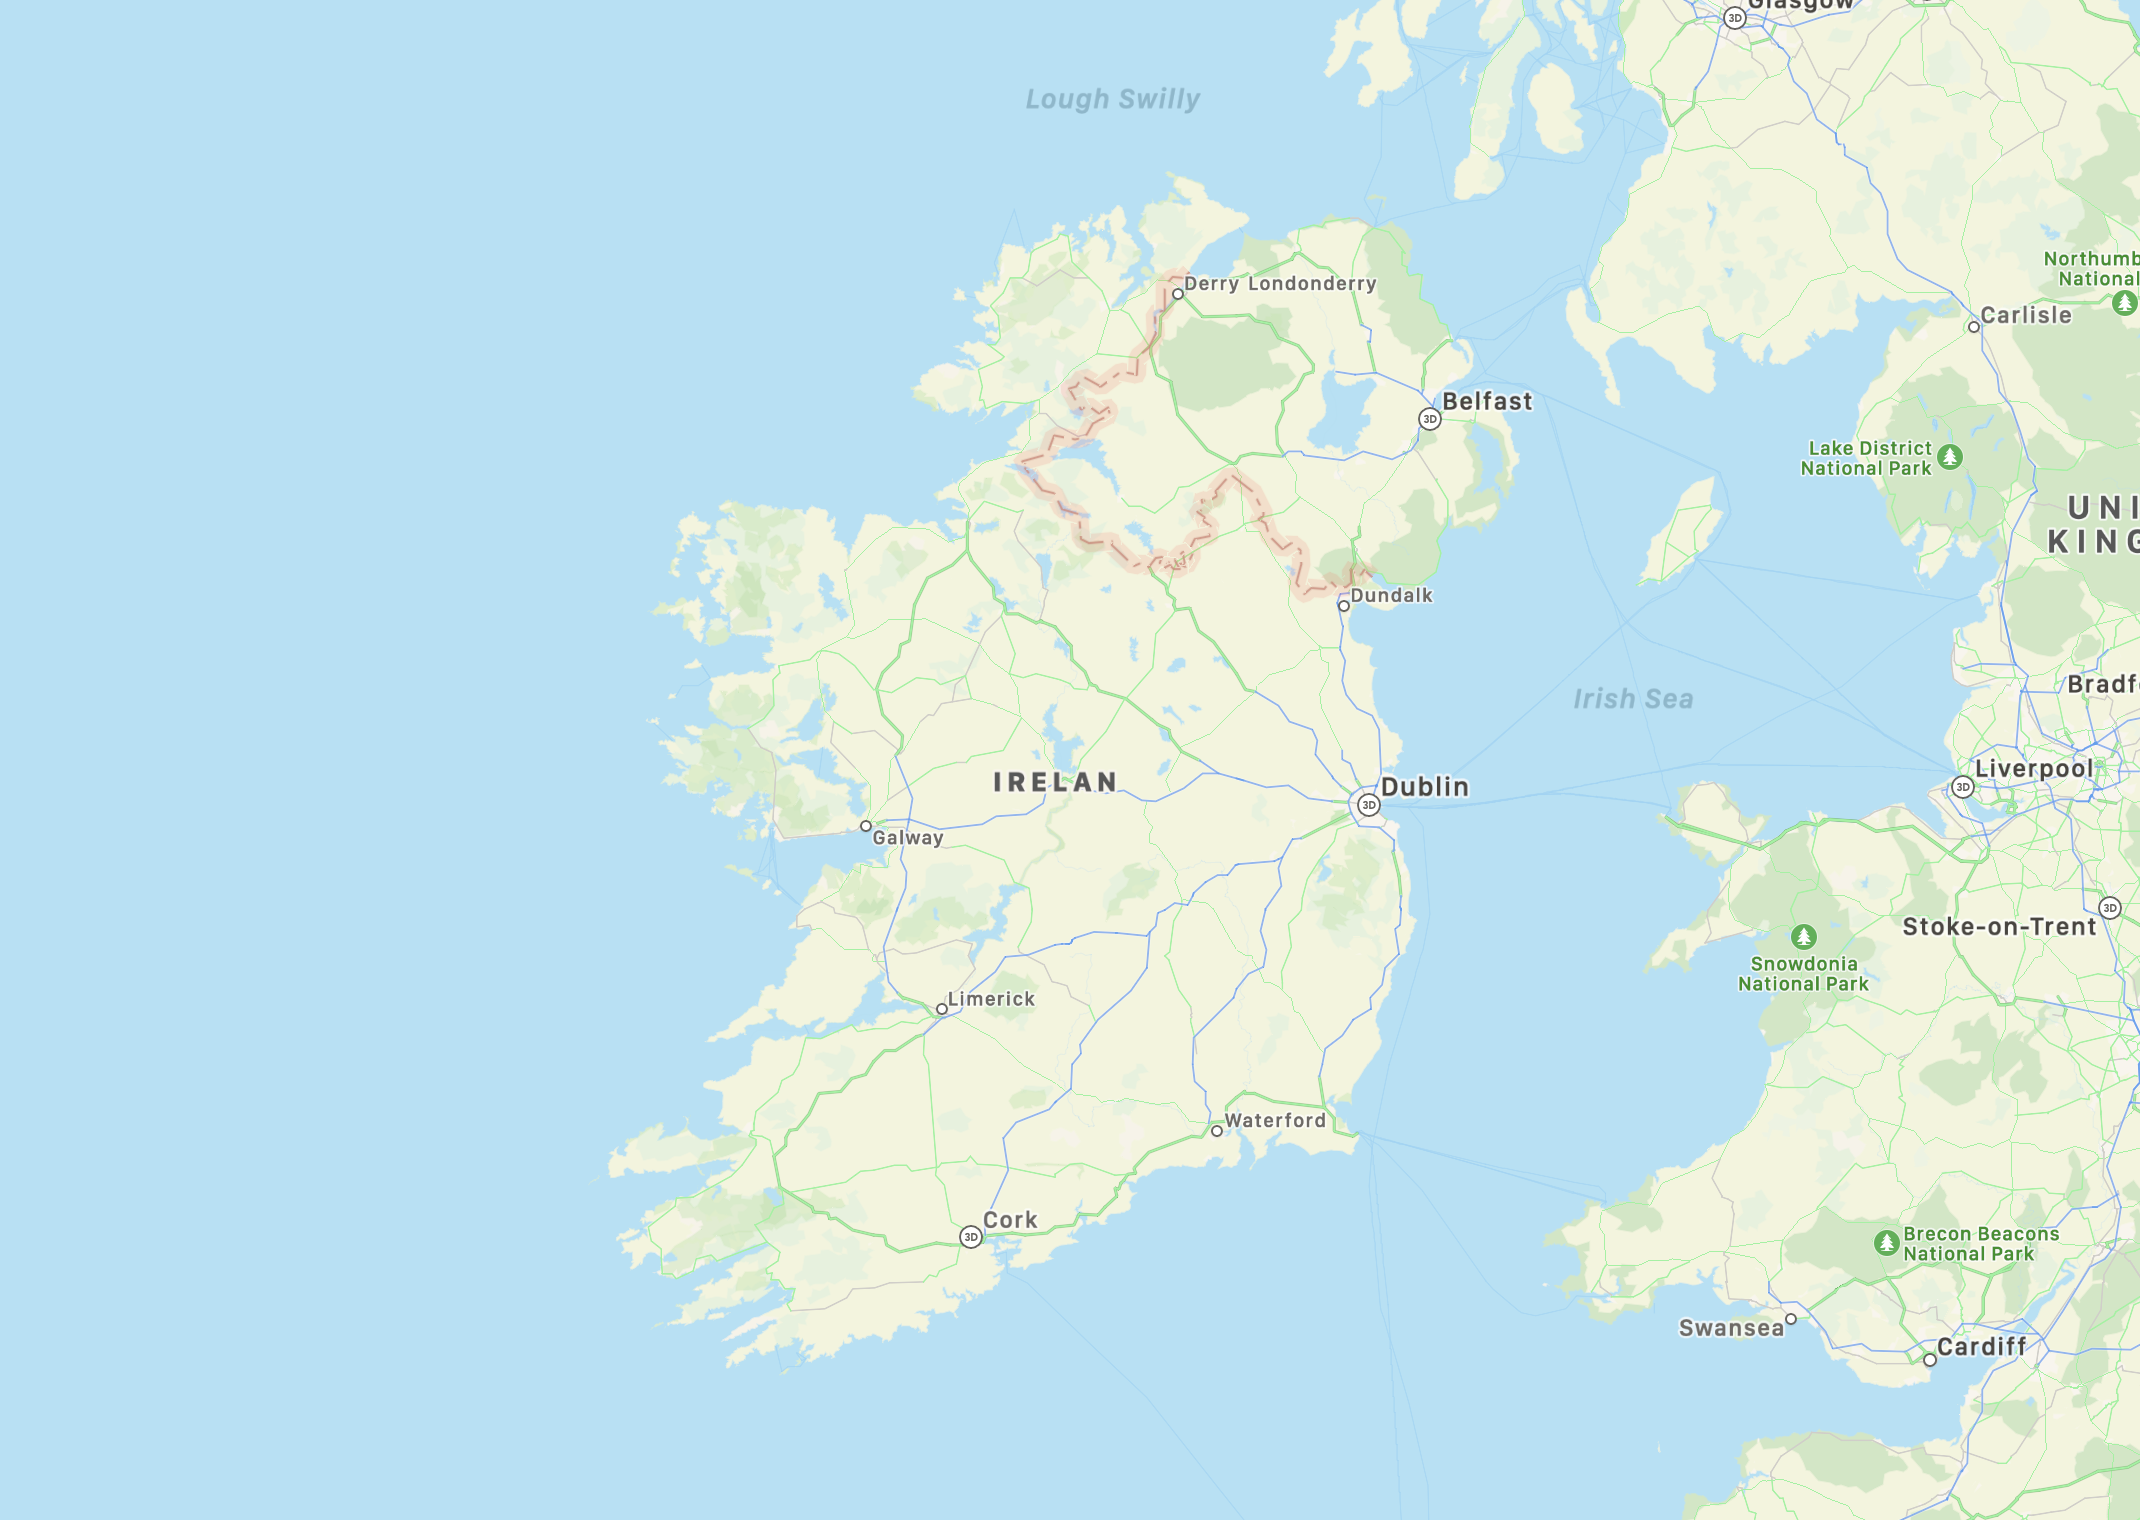 Glasgow
Lough Swilly
Derry Londonderry
Northumb
National
Carlisle
Belfast
3D
3D
Lake District
National Park
UNI
KING
Dundalk
Bradf
Irish Sea
IRELAN
Dublin
3D
Liverpool
3D
Galway
3D
Stoke-on-Trent
Snowdonia
National Park
Limerick
Waterford
Cork
3D
Brecon Beacons
National Park
Swansea
Cardiff